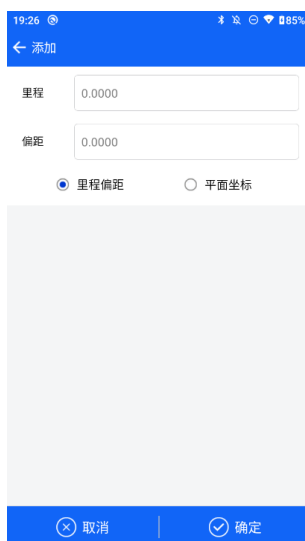 19:26 85%
添加
里程 0.0000
偏距 0.0000
里程偏距 平面坐标
取消 确定